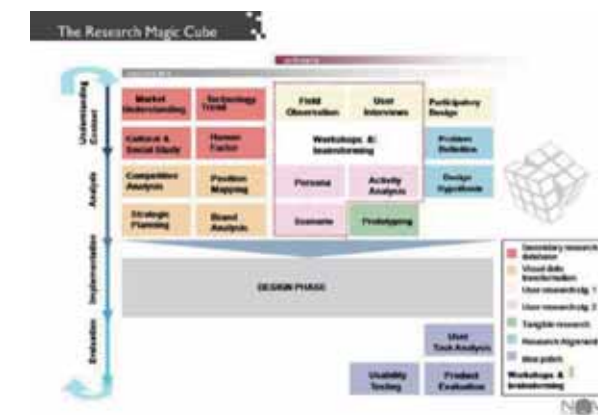 The Research Magic Cube
Understanding
Context
Analysis
Implementation
Evaluation
Market
Understanding
Technology
Trend
Field
Observation
User
Interviews
Participatory
Design
Cultural &
Social Study
Human
Factor
Workshops &
brainstorming
Problem
Definition
Competitive
Analysis
Position
Mapping
Persona
Activity
Analysis
Design
Hypothesis
Strategic
Planning
Brand
Analysis
Scenario
Prototyping
DESIGN PHASE
User
Task Analysis
Usability
Testing
Product
Evaluation
Secondary research
database
Visual data
transformation
User research
User research
Tangible research
Research Alignment
Workshops &
brainstorming